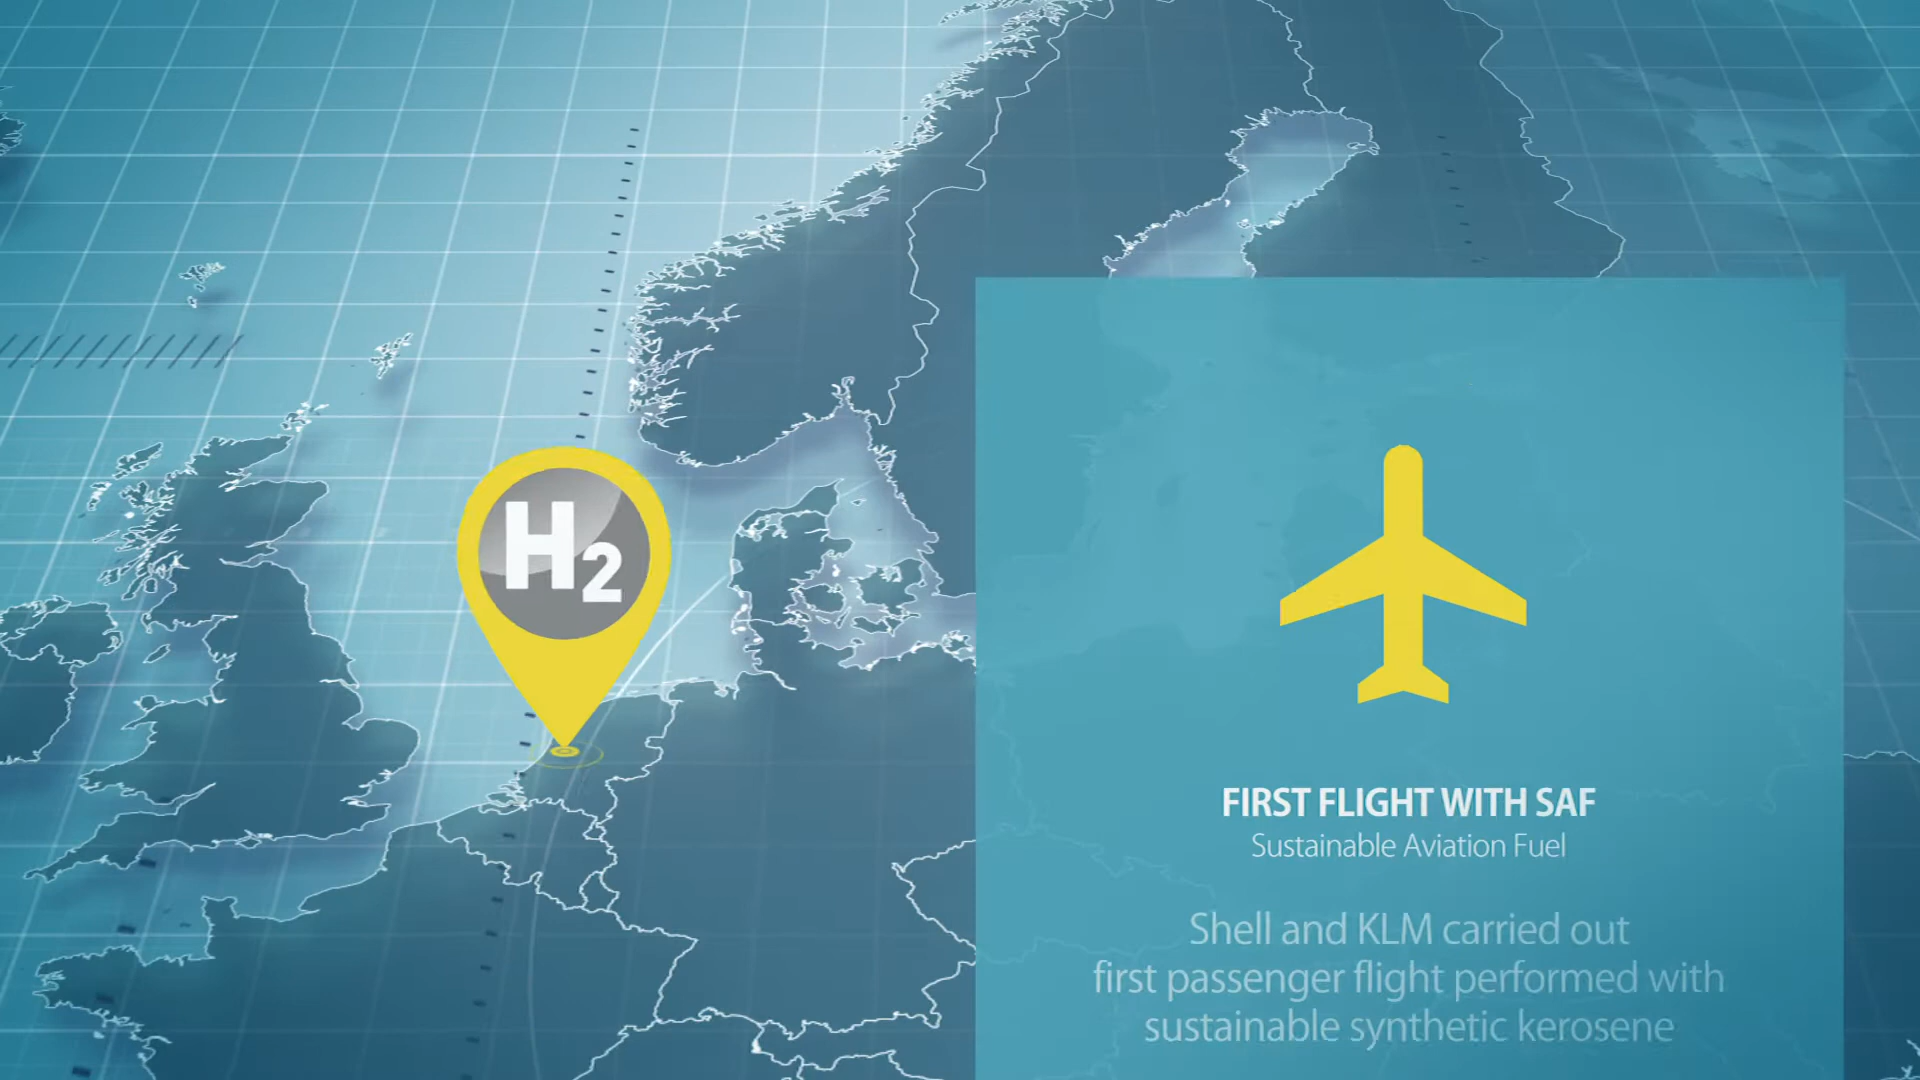 H2
FIRST FLIGHT WITH SAF
Sustainable Aviation Fuel
Shell and KLM carried out
first passenger flight performed with
sustainable synthetic kerosene